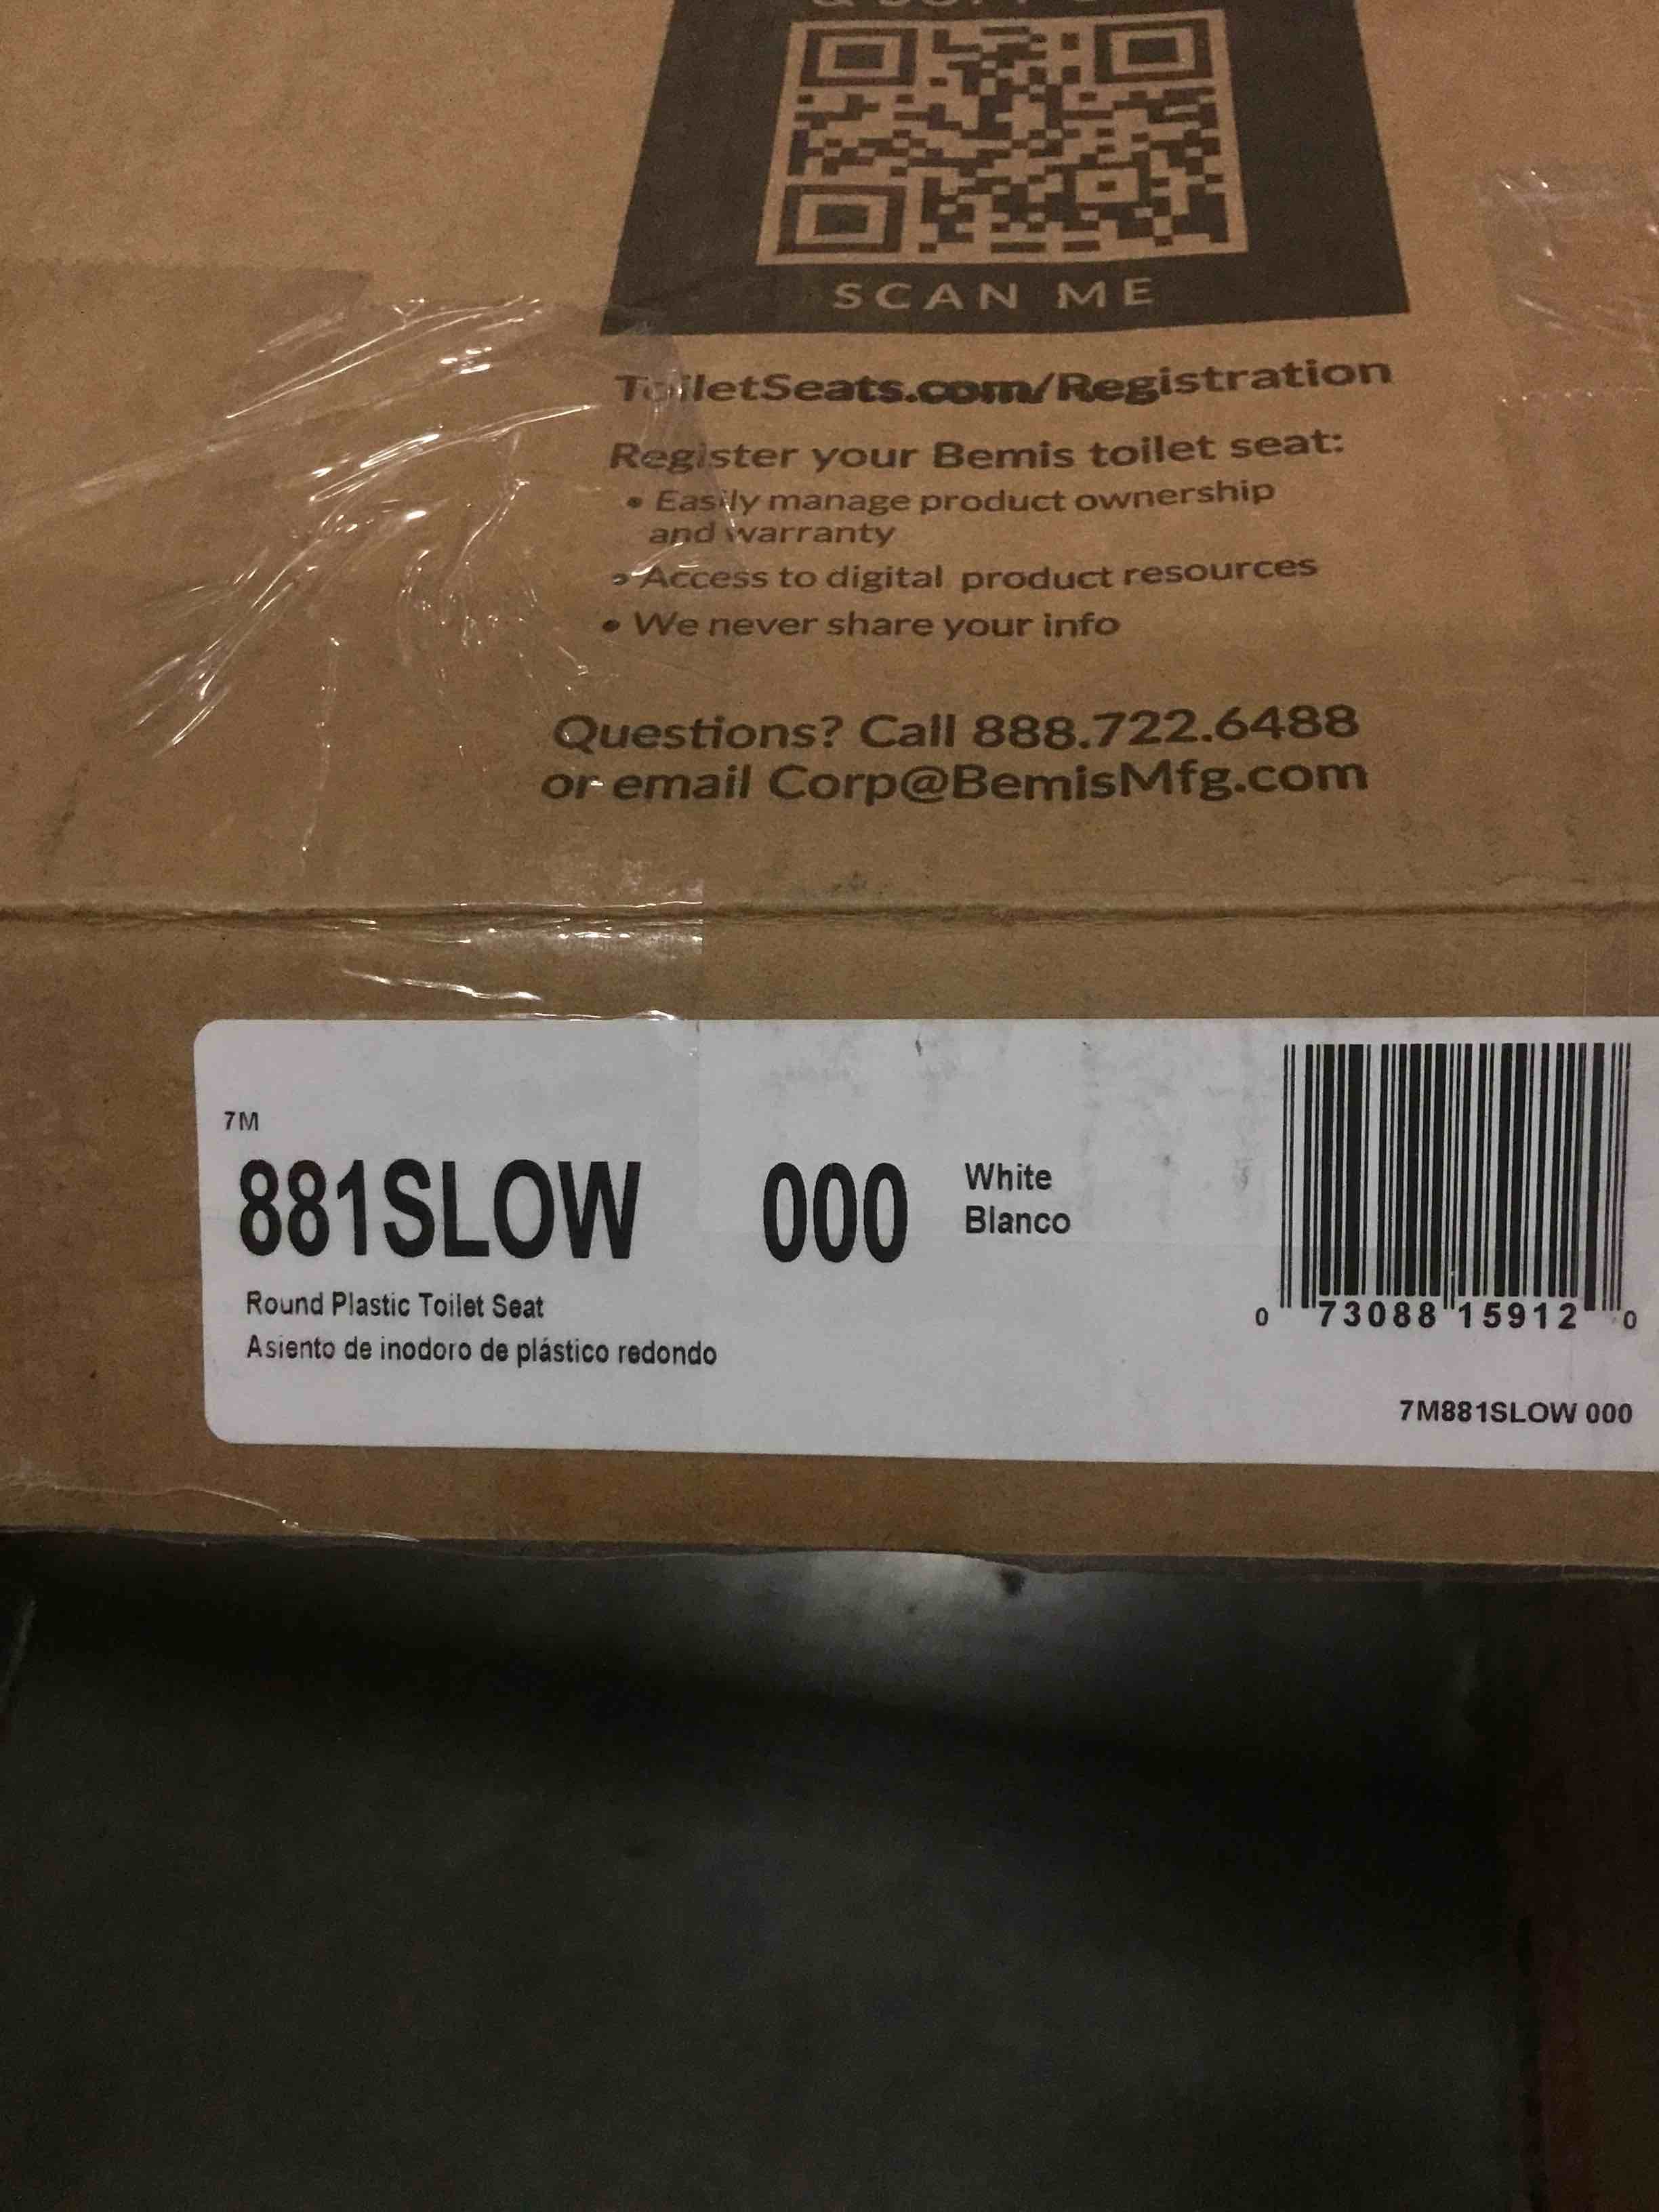 SCAN ME
ToiletSeats.com/Registration
Register your Bemis toilet seat:
• Easily manage product ownership
and warranty
• Access to digital product resources
• We never share your info
Questions? Call 888.722.6488
or email Corp@BemisMfg.com
7M
881SLOW 000 White
Blanco
Round Plastic Toilet Seat
Asiento de inodoro de plástico redondo
0 73088 15912 0
7M881SLOW 000